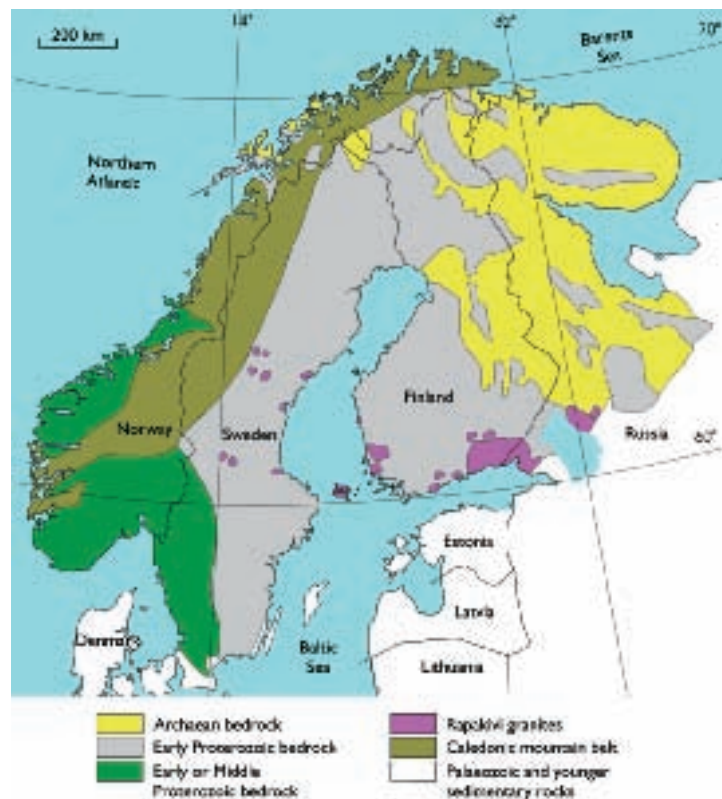 200 km
14°
62°
Barents
Sea
70°
Northern
Atlantic
Norway
Sweden
Finland
Russia
60°
Estonia
Latvia
Lithuania
Denmark
Baltic
Sea
Archaean bedrock
Early Proterozoic bedrock
Early or Middle
Proterozoic bedrock
Rapakivi granites
Caledonic mountain belt
Palaeozoic and younger
sedimentary rocks